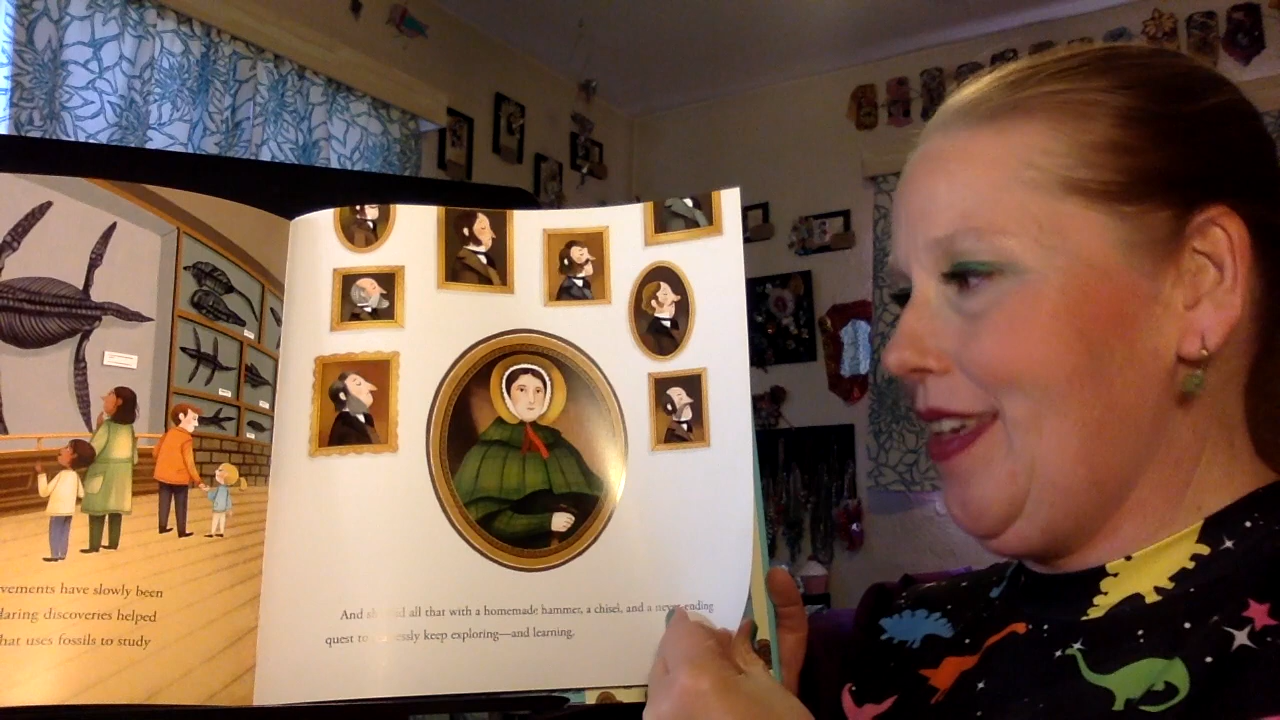 vements have slowly been
daring discoveries helped
hat uses fossils to study
And all that with a homemade hammer, a chisel, and a never-ending
quest to keep exploring—and learning.